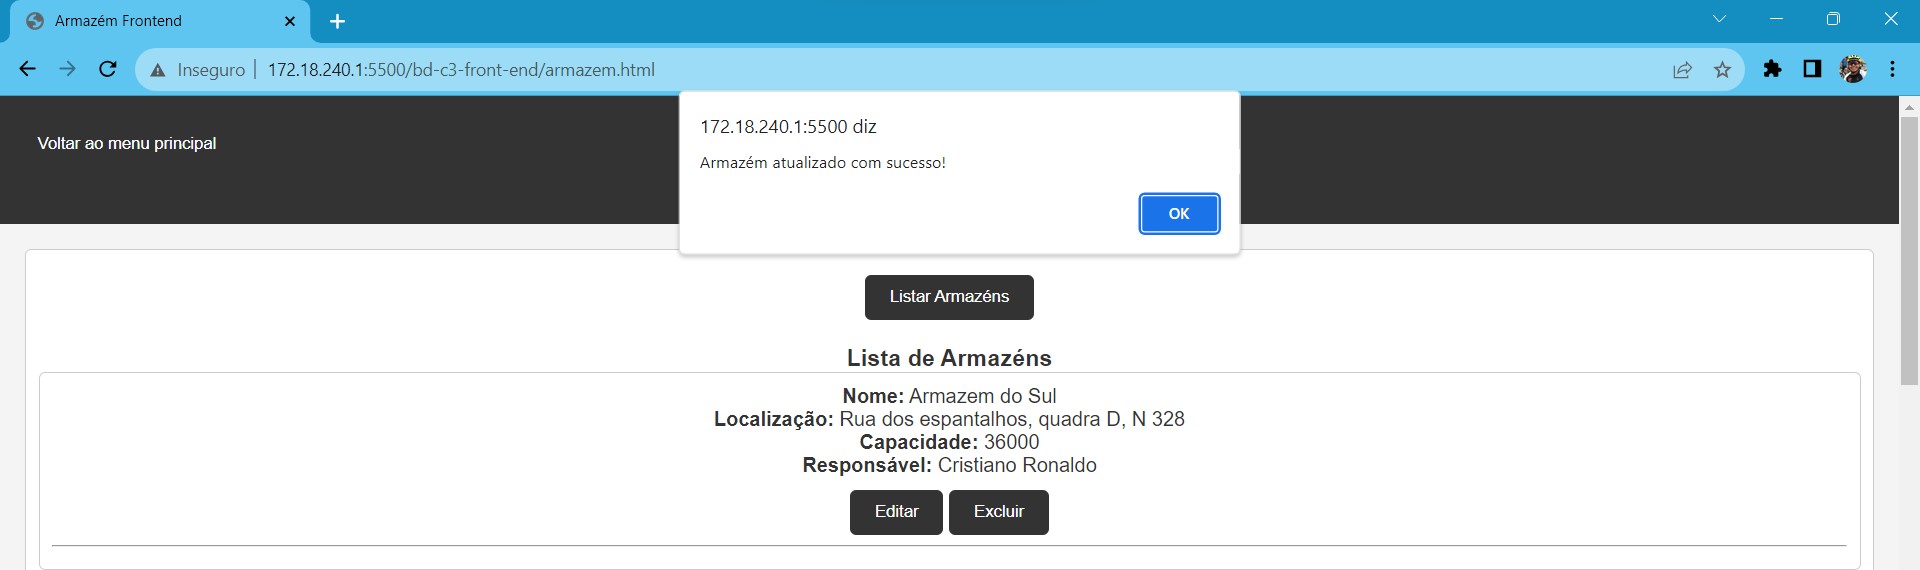 Armazém Frontend
Inseguro | 172.18.240.1:5500/bd-c3-front-end/armazem.html
172.18.240.1:5500 diz
Armazém atualizado com sucesso!
OK
Voltar ao menu principal
Listar Armazéns
Lista de Armazéns
Nome: Armazem do Sul
Localização: Rua dos espantalhos, quadra D, N 328
Capacidade: 36000
Responsável: Cristiano Ronaldo
Editar Excluir